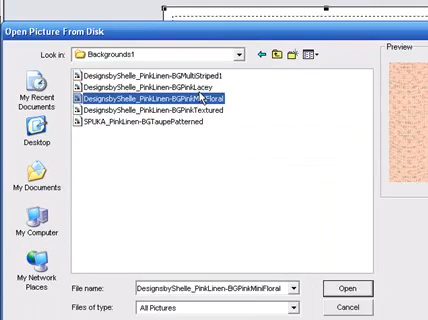 Open Picture From Disk
Look in:
Backgrounds1
Preview
DesignsbyShelle_PinkLinen-BGMultiStriped1
DesignsbyShelle_PinkLinen-BGPinkLacey
DesignsbyShelle_PinkLinen-BGPinkMiniFloral
DesignsbyShelle_PinkLinen-BGPinkTextured
SPUKA_PinkLinen-BGTaupePatterned
My Recent
Documents
Desktop
My Documents
My Computer
My Network
Places
File name:
DesignsbyShelle_PinkLinen-BGPinkMiniFloral
Open
Files of type:
All Pictures
Cancel